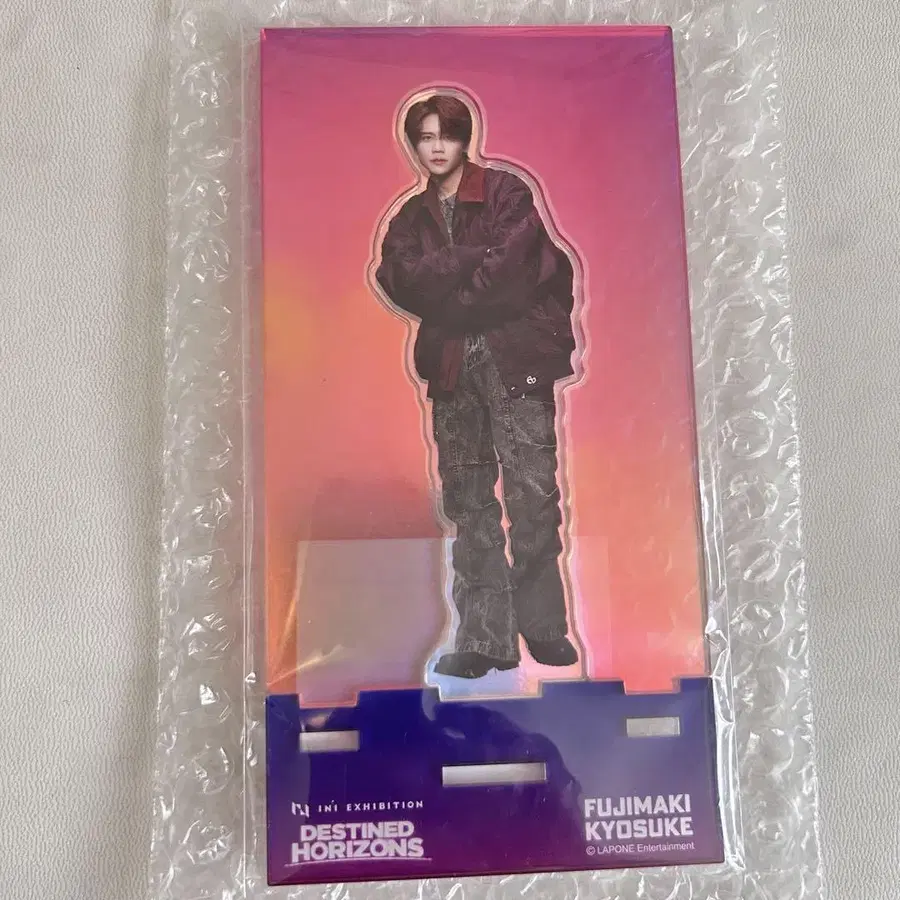 INI EXHIBITION
DESTINED
HORIZONS
FUJIMAKI
KYOSUKE
© LAPONE Entertainment